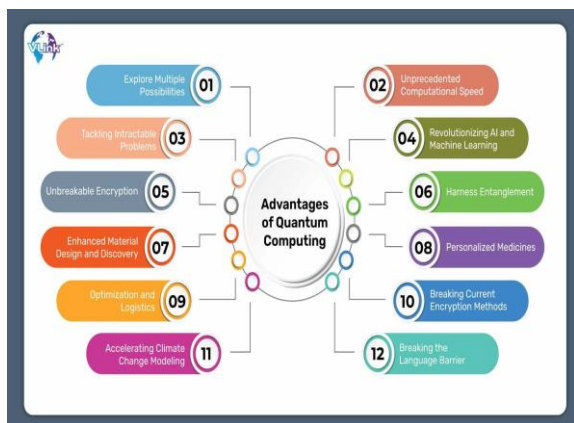 VLink
Explore Multiple
Possibilities
01
02
Unprecedented
Computational Speed
Tackling Intractable
Problems
03
04
Revolutionizing AI and
Machine Learning
Unbreakable Encryption
05
06
Harness Entanglement
Advantages
of Quantum
Computing
Enhanced Material
Design and Discovery
07
08
Personalized Medicines
Optimization and
Logistics
09
10
Breaking Current
Encryption Methods
Accelerating Climate
Change Modeling
11
12
Breaking the
Language Barrier